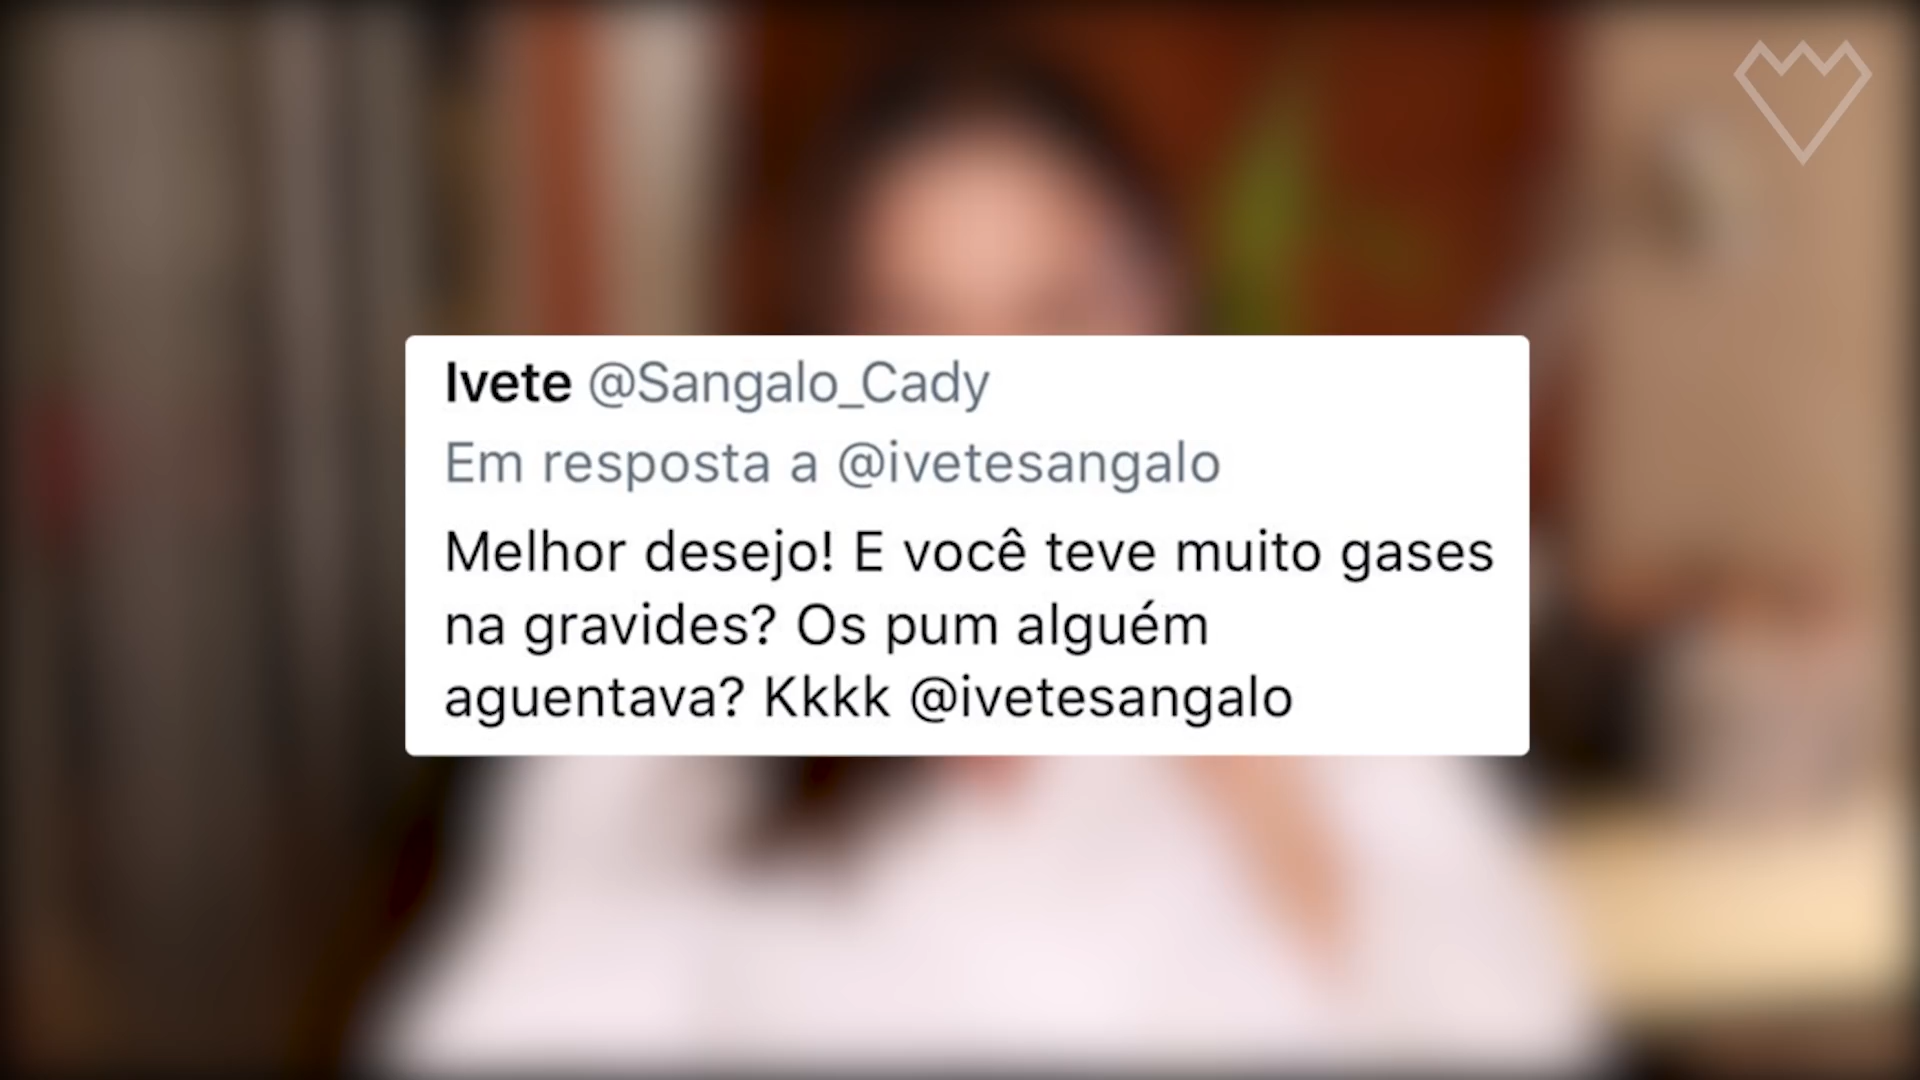 Ivete @Sangalo_Cady
Em resposta a @ivetesangalo
Melhor desejo! E você teve muito gases
na gravides? Os pum alguém
aguentava? Kkkk @ivetesangalo